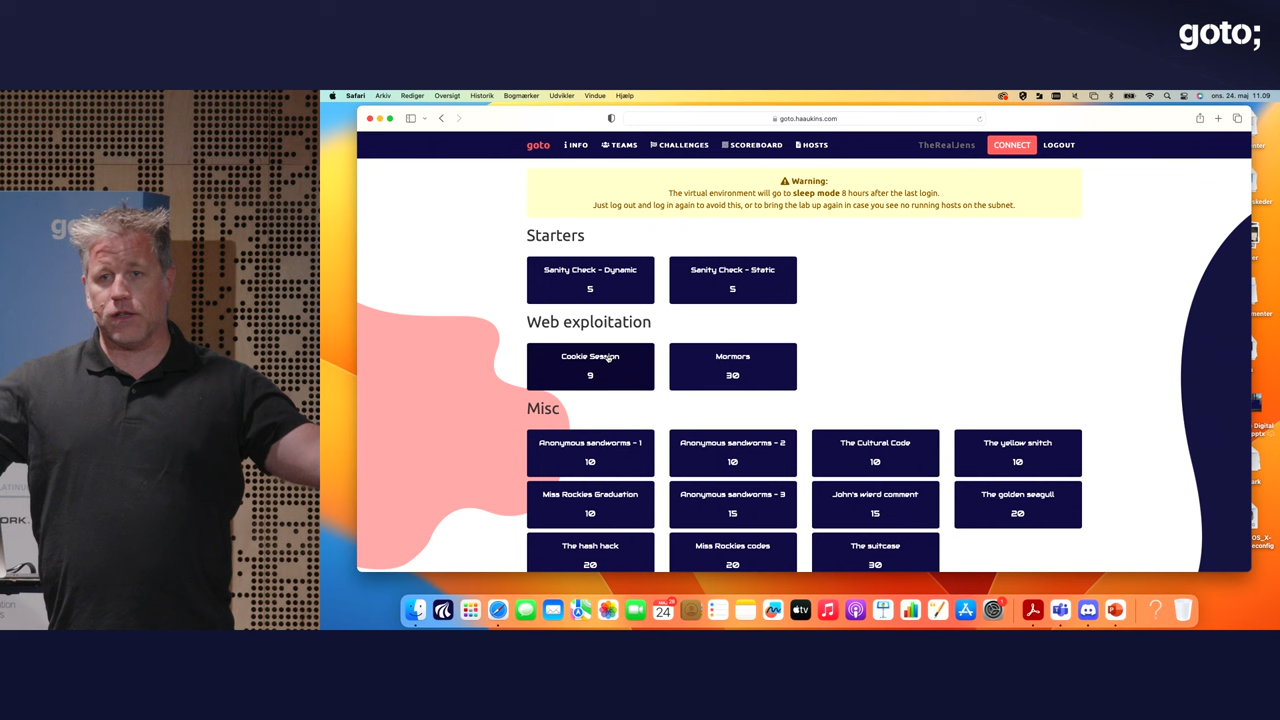 goto;
Safari Arkiv Rediger Oversigt Historik Bogmærker Udvikler Vindue Hjælp
ons. 24. maj 11.09
goto.haaukins.com
goto INFO TEAMS CHALLENGES SCOREBOARD HOSTS TheRealJens CONNECT LOGOUT
Warning:
The virtual environment will go to sleep mode 8 hours after the last login.
Just log out and log in again to avoid this, or to bring the lab up again in case you see no running hosts on the subnet.
Starters
Sanity Check - Dynamic
5
Sanity Check - Static
5
Web exploitation
Cookie Session
9
Mormors
30
Misc
Anonymous sandworms - 1
10
Anonymous sandworms - 2
10
The Cultural Code
10
The yellow snitch
10
Miss Rockies Graduation
10
Anonymous sandworms - 3
15
John's wierd comment
15
The golden seagull
20
The hash hack
20
Miss Rockies codes
20
The suitcase
30
24
tv